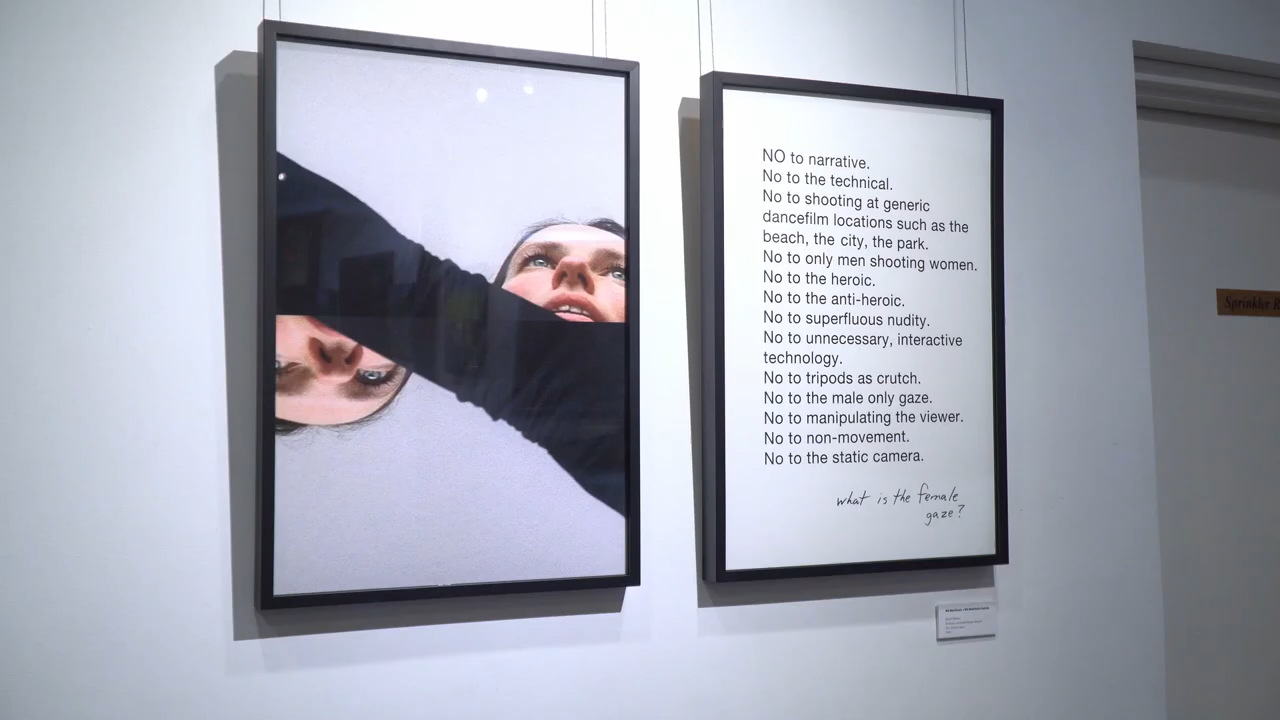 NO to narrative.
No to the technical.
No to shooting at generic
dancefilm locations such as the
beach, the city, the park.
No to only men shooting women.
No to the heroic.
No to the anti-heroic.
No to superfluous nudity.
No to unnecessary, interactive
technology.
No to tripods as crutch.
No to the male only gaze.
No to manipulating the viewer.
No to non-movement.
No to the static camera.
what is the female
gaze?
Sprinkler